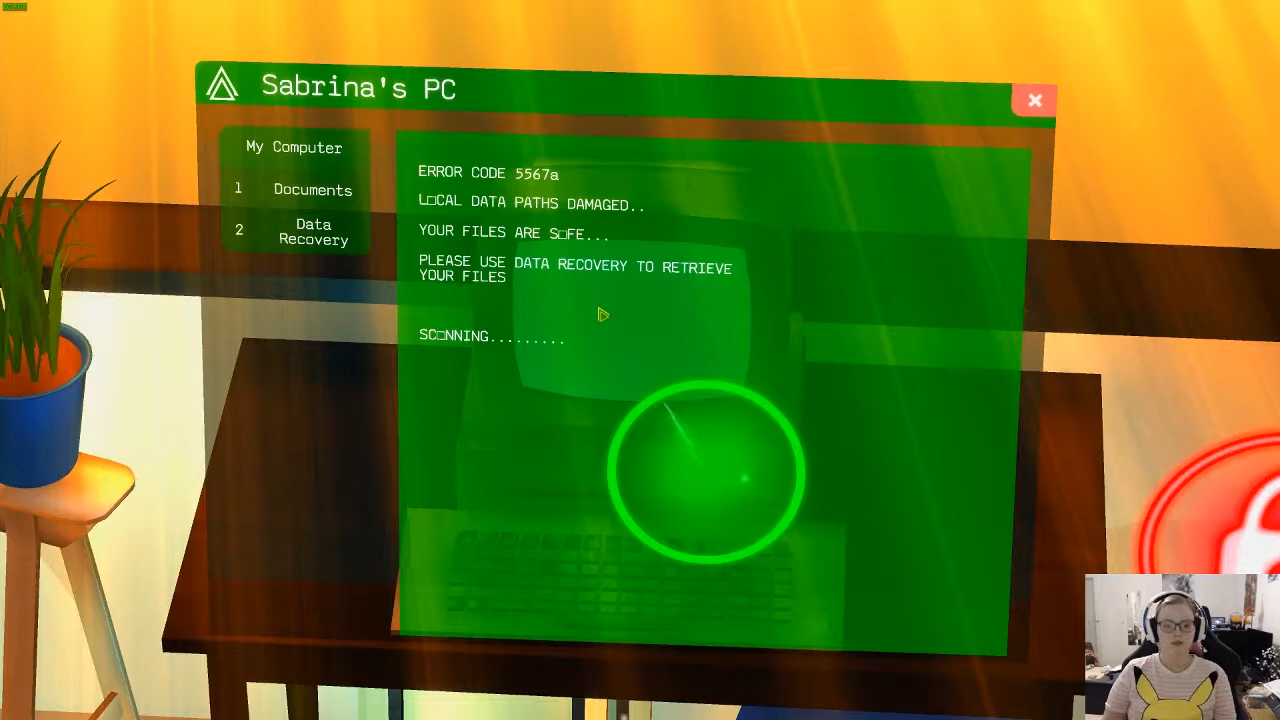 Sabrina's PC
My Computer
1 Documents
2 Data
Recovery
ERROR CODE 5567a
L□CAL DATA PATHS DAMAGED..
YOUR FILES ARE S□FE...
PLEASE USE DATA RECOVERY TO RETRIEVE
YOUR FILES
SC□NNING.........